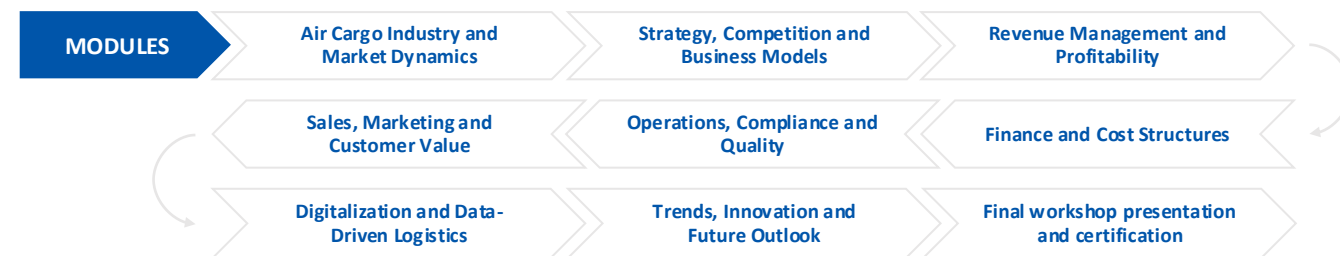 MODULES
Air Cargo Industry and
Market Dynamics
Strategy, Competition and
Business Models
Revenue Management and
Profitability
Finance and Cost Structures
Operations, Compliance and
Quality
Sales, Marketing and
Customer Value
Digitalization and Data-
Driven Logistics
Trends, Innovation and
Future Outlook
Final workshop presentation
and certification